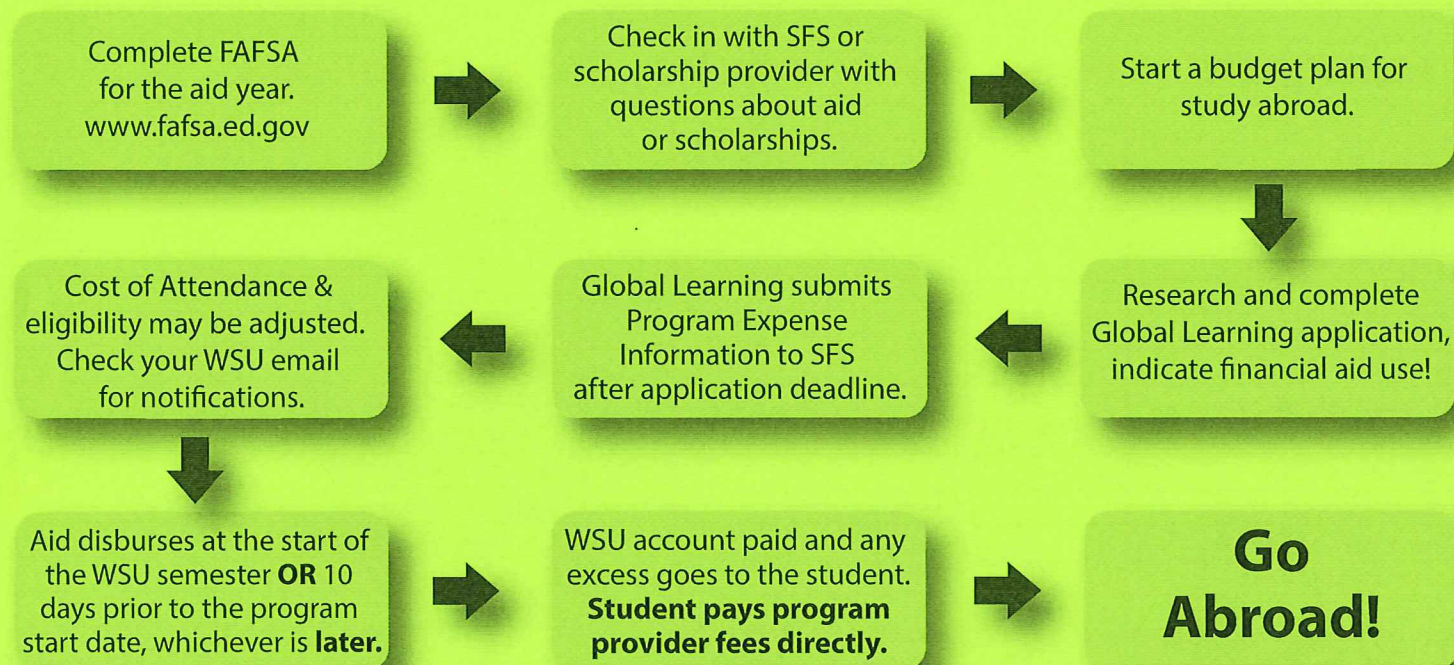 Complete FAFSA
for the aid year.
www.fafsa.ed.gov
Check in with SFS or
scholarship provider with
questions about aid
or scholarships.
Start a budget plan for
study abroad.
Research and complete
Global Learning application,
indicate financial aid use!
Global Learning submits
Program Expense
Information to SFS
after application deadline.
Cost of Attendance &
eligibility may be adjusted.
Check your WSU email
for notifications.
Aid disburses at the start of
the WSU semester OR 10
days prior to the program
start date, whichever is later.
WSU account paid and any
excess goes to the student.
Student pays program
provider fees directly.
Go
Abroad!